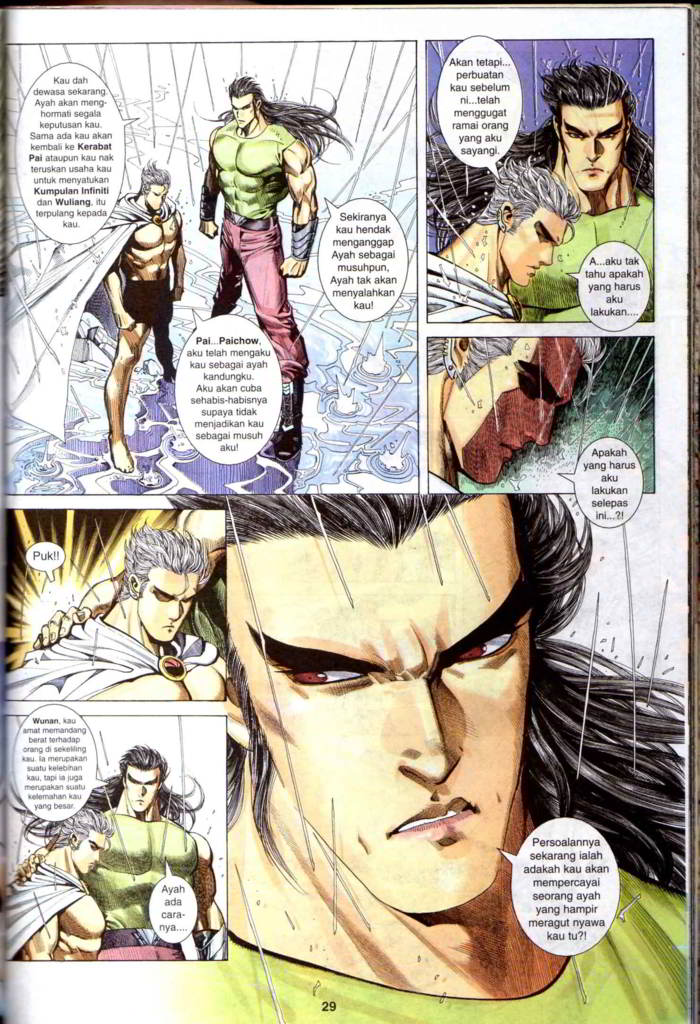 Kau dah
dewasa sekarang.
Ayah akan meng-
hormati segala
keputusan kau.
Sama ada kau akan
kembali ke Kerabat
Pai ataupun kau nak
teruskan usaha kau
untuk menyatukan
Kumpulan Infiniti
dan Wuliang, itu
terpulang kepada
kau.
Sekiranya
kau hendak
menganggap
Ayah sebagai
musuhpun,
Ayah tak akan
menyalahkan
kau!
Pai...Paichow,
aku telah mengaku
kau sebagai ayah
kandungku.
Aku akan cuba
sehabis-habisnya
supaya tidak
menjadikan kau
sebagai musuh
aku!
Akan tetapi...
perbuatan
kau sebelum
ni...telah
menggugat
ramai orang
yang aku
sayangi.
A...aku tak
tahu apakah
yang harus
aku
lakukan....
Apakah
yang harus
aku
lakukan
selepas
ini...?!
Puk!!
Wunan, kau
amat memandang
berat terhadap
orang di sekeliling
kau. Ia merupakan
suatu kelebihan
kau, tapi ia juga
merupakan suatu
kelemahan kau
yang besar.
Ayah
ada
cara-
nya....
Persoalannya
sekarang ialah
adakah kau akan
mempercayai
seorang ayah
yang hampir
meragut nyawa
kau tu?!
29